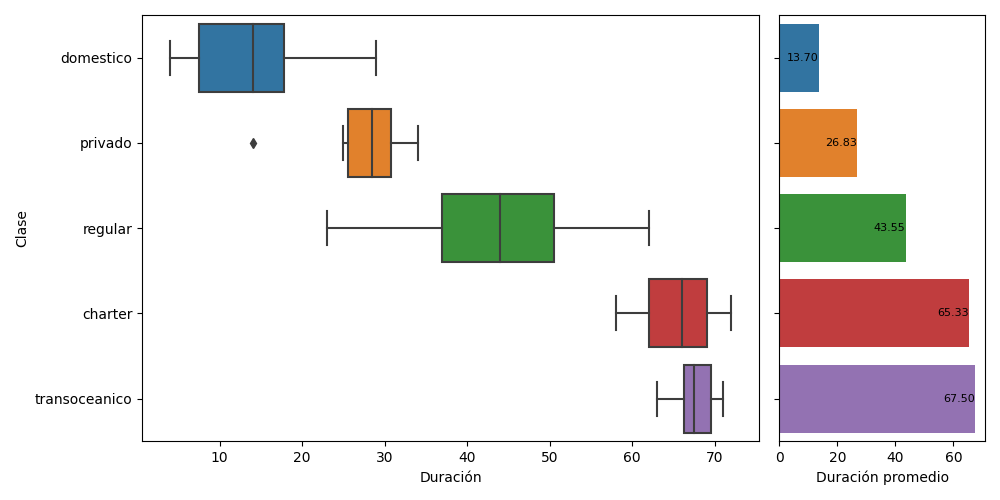 Clase
domestico
privado
regular
charter
transoceanico
10 20 30 40 50 60 70
Duración
13.70
26.83
43.55
65.33
67.50
0 20 40 60
Duración promedio